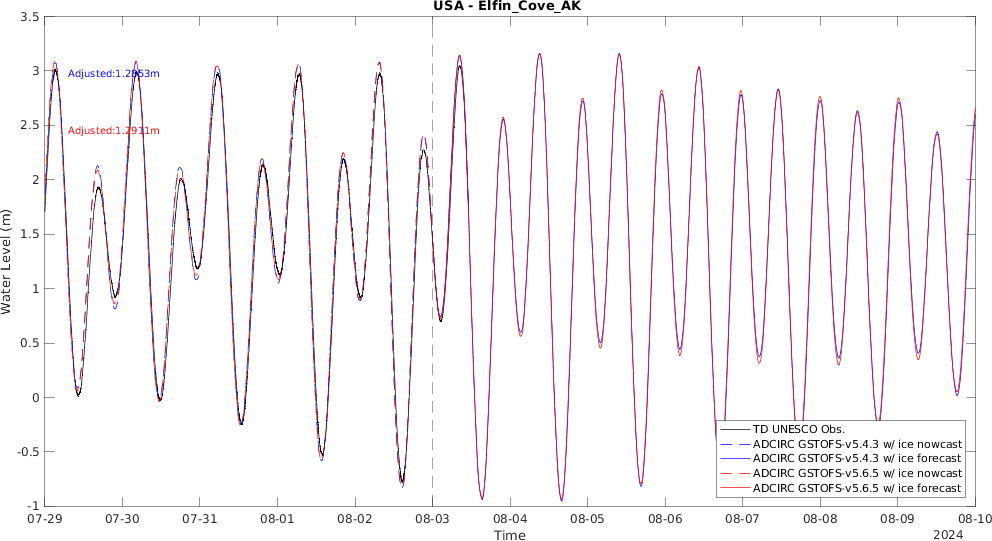 USA - Elfin_Cove_AK
3.5
3
2.5
2
1.5
1
0.5
0
-0.5
-1
Water Level (m)
Adjusted:1.2853m
Adjusted:1.2911m
TD UNESCO Obs.
ADCIRC GSTOFS-v5.4.3 w/ ice nowcast
ADCIRC GSTOFS-v5.4.3 w/ ice forecast
ADCIRC GSTOFS-v5.6.5 w/ ice nowcast
ADCIRC GSTOFS-v5.6.5 w/ ice forecast
07-29 07-30 07-31 08-01 08-02 08-03 08-04 08-05 08-06 08-07 08-08 08-09 08-10
Time
2024